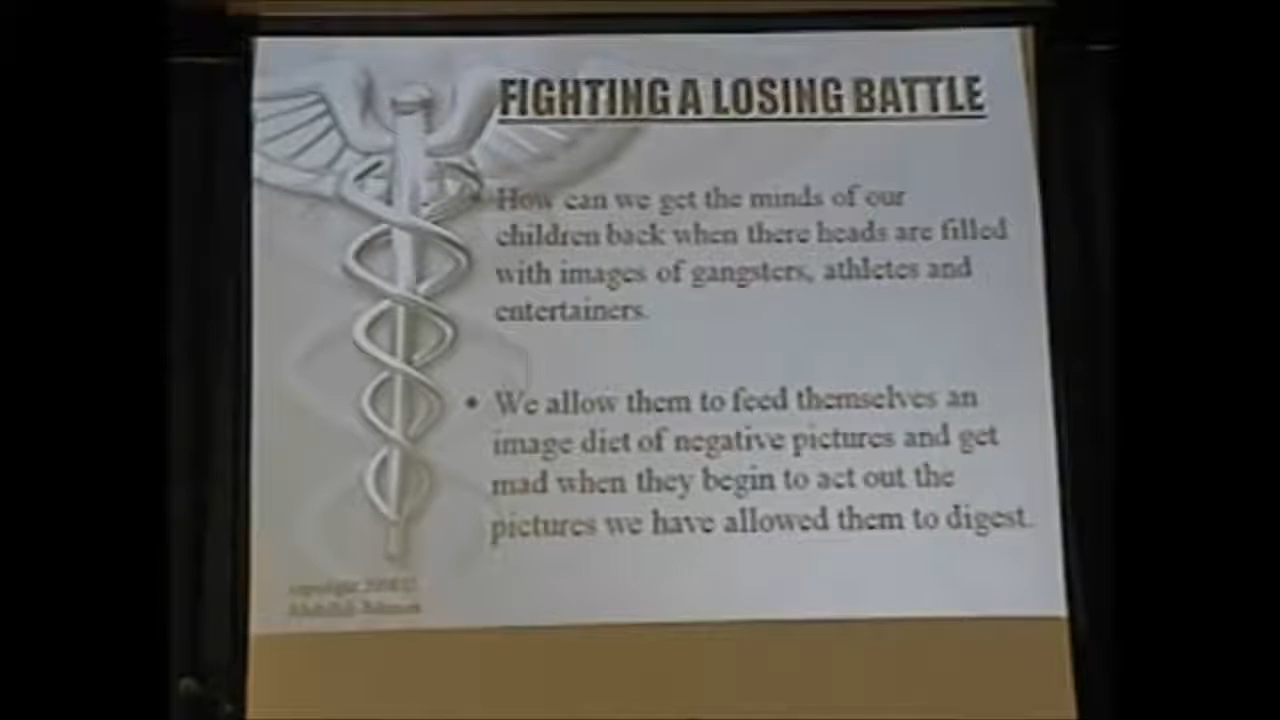 FIGHTING A LOSING BATTLE
• How can we get the minds of our
children back when there heads are filled
with images of gangsters, athletes and
entertainers.
• We allow them to feed themselves an
image diet of negative pictures and get
mad when they begin to act out the
pictures we have allowed them to digest.
copyright